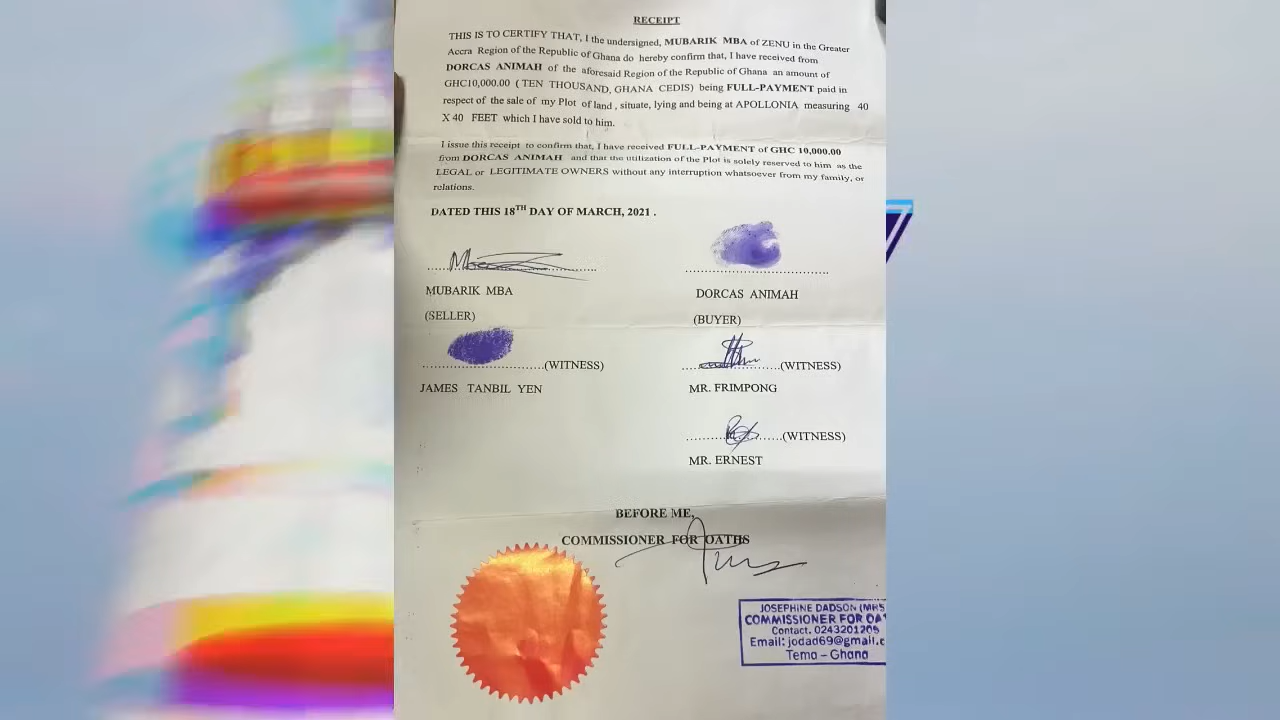 RECEIPT
THIS IS TO CERTIFY THAT, I the undersigned, MUBARIK MBA of ZENU in the Greater
Accra Region of the Republic of Ghana do hereby confirm that, I have received from
DORCAS ANIMAH of the aforesaid Region of the Republic of Ghana an amount of
GHC10,000.00 ( TEN THOUSAND, GHANA CEDIS) being FULL-PAYMENT paid in
respect of the sale of my Plot of land , situate, lying and being at APOLLONIA measuring 40
X 40 FEET which I have sold to him.
I issue this receipt to confirm that, I have received FULL-PAYMENT of GHC 10,000.00
from DORCAS ANIMAH and that the utilization of the Plot is solely reserved to him as the
LEGAL or LEGITIMATE OWNERS without any interruption whatsoever from my family, or
relations.
DATED THIS 18TH DAY OF MARCH, 2021 .
MUBARIK MBA
(SELLER)
DORCAS ANIMAH
(BUYER)
(WITNESS)
JAMES TANBIL YEN
(WITNESS)
MR. FRIMPONG
(WITNESS)
MR. ERNEST
BEFORE ME,
COMMISSIONER FOR OATHS
JOSEPHINE DADSON (MRS
COMMISSIONER FOR OA
Contact. 0243201205
Email: jodad69@gmail.c
Tema - Ghana
7